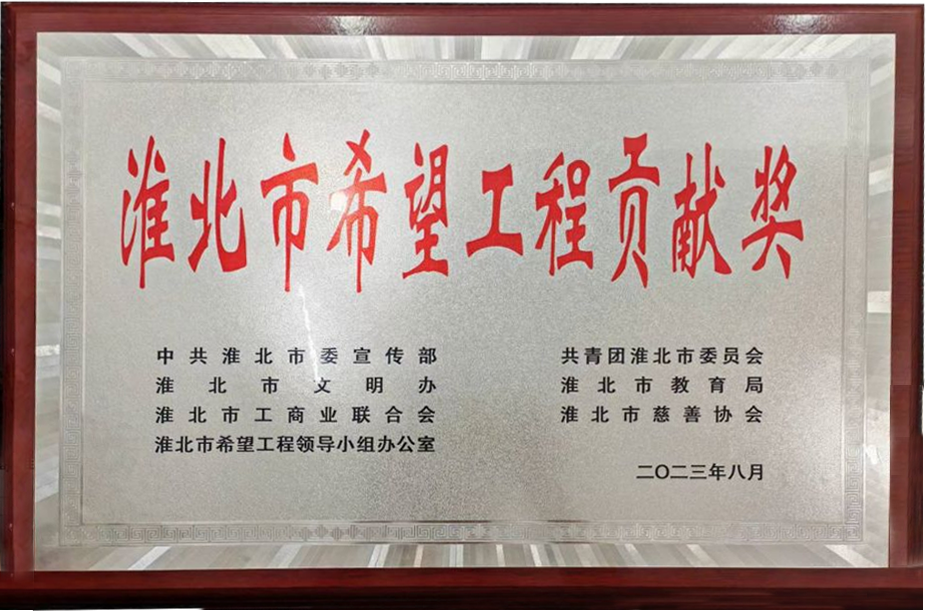 淮北市希望工程贡献奖
中共淮北市委宣传部
共青团淮北市委员会
淮北市文明办
淮北市教育局
淮北市工商业联合会
淮北市慈善协会
淮北市希望工程领导小组办公室
二〇二三年八月